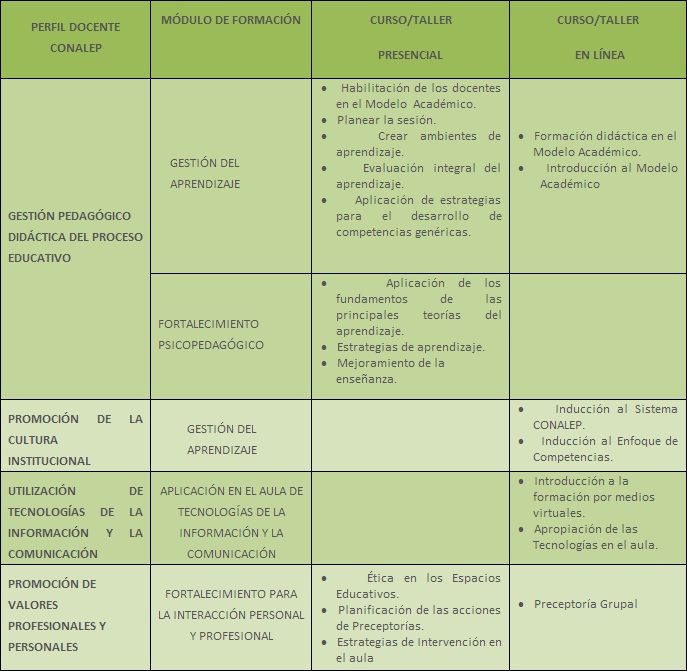 PERFIL DOCENTE
CONALEP
MÓDULO DE FORMACIÓN
CURSO/TALLER
PRESENCIAL
CURSO/TALLER
EN LÍNEA
GESTIÓN PEDAGÓGICO
DIDÁCTICA DEL PROCESO
EDUCATIVO
GESTIÓN DEL
APRENDIZAJE
• Habilitación de los docentes
en el Modelo Académico.
• Planear la sesión.
• Crear ambientes de
aprendizaje.
• Evaluación integral del
aprendizaje.
• Aplicación de estrategias
para el desarrollo de
competencias genéricas.
• Formación didáctica en el
Modelo Académico.
• Introducción al Modelo
Académico
FORTALECIMIENTO
PSICOPEDAGÓGICO
• Aplicación de los
fundamentos de las
principales teorías del
aprendizaje.
• Estrategias de aprendizaje.
• Mejoramiento de la
enseñanza.
PROMOCIÓN DE LA
CULTURA
INSTITUCIONAL
GESTIÓN DEL
APRENDIZAJE
• Inducción al Sistema
CONALEP.
• Inducción al Enfoque de
Competencias.
UTILIZACIÓN DE
TECNOLOGÍAS DE LA
INFORMACIÓN Y LA
COMUNICACIÓN
APLICACIÓN EN EL AULA DE
TECNOLOGÍAS DE LA
INFORMACIÓN Y LA
COMUNICACIÓN
• Introducción a la
formación por medios
virtuales.
• Apropiación de las
Tecnologías en el aula.
PROMOCIÓN DE
VALORES
PROFESIONALES Y
PERSONALES
FORTALECIMIENTO PARA
LA INTERACCIÓN PERSONAL
Y PROFESIONAL
• Ética en los Espacios
Educativos.
• Planificación de las acciones
de Preceptorías.
• Estrategias de Intervención en
el aula
• Preceptoría Grupal